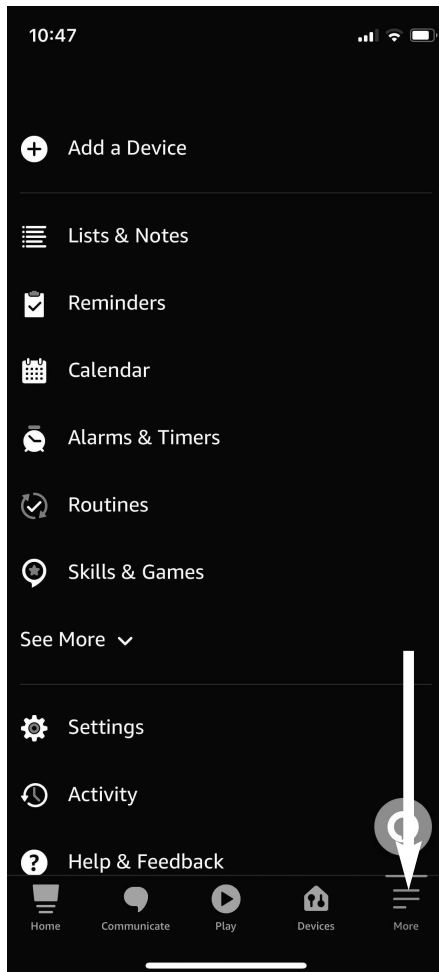 10:47
Add a Device
Lists & Notes
Reminders
Calendar
Alarms & Timers
Routines
Skills & Games
See More
Settings
Activity
Help & Feedback
Home Communicate Play Devices More